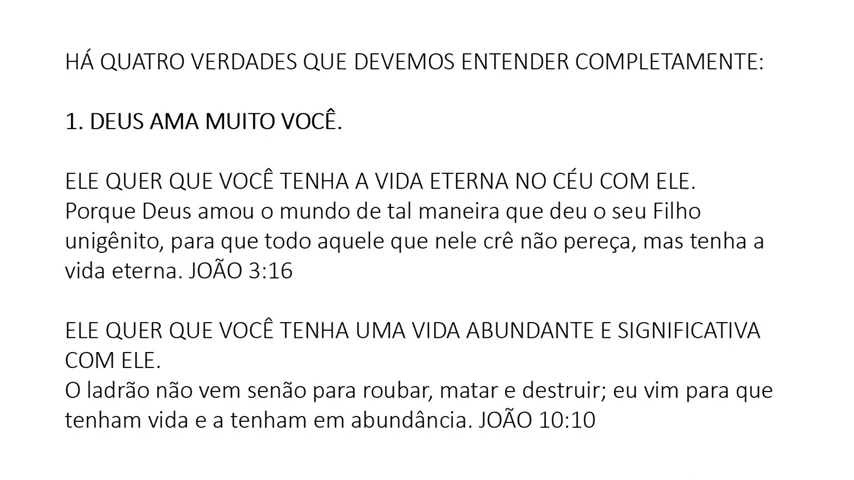 HÁ QUATRO VERDADES QUE DEVEMOS ENTENDER COMPLETAMENTE:
1. DEUS AMA MUITO VOCÊ.
ELE QUER QUE VOCÊ TENHA A VIDA ETERNA NO CÉU COM ELE.
Porque Deus amou o mundo de tal maneira que deu o seu Filho
unigênito, para que todo aquele que nele crê não pereça, mas tenha a
vida eterna. JOÃO 3:16
ELE QUER QUE VOCÊ TENHA UMA VIDA ABUNDANTE E SIGNIFICATIVA
COM ELE.
O ladrão não vem senão para roubar, matar e destruir; eu vim para que
tenham vida e a tenham em abundância. JOÃO 10:10